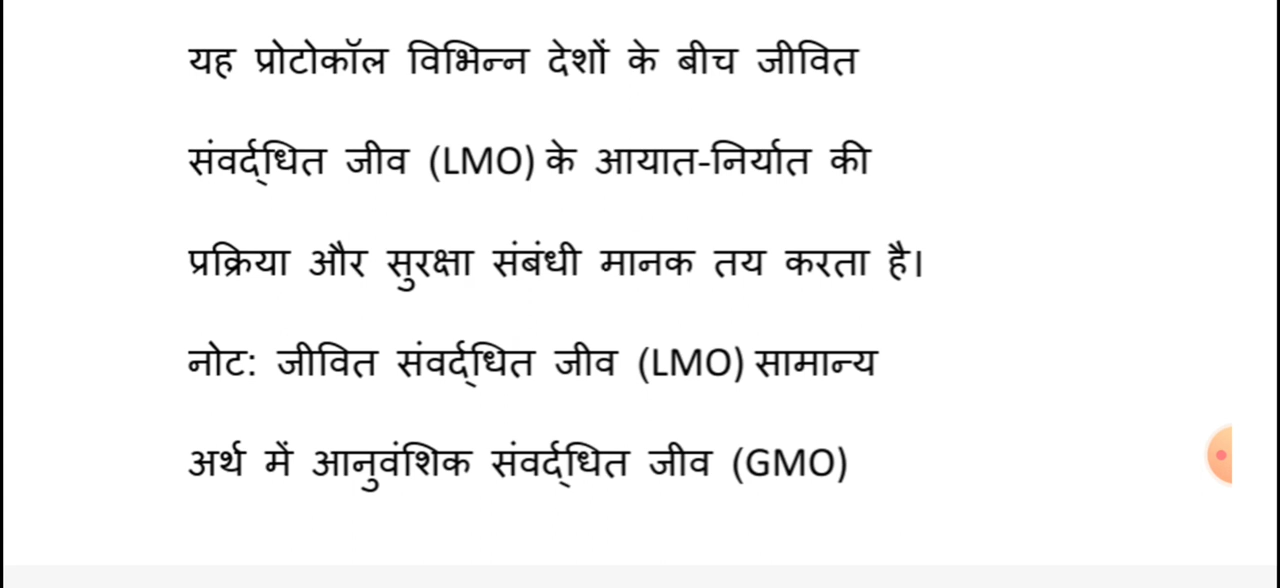 यह प्रोटोकॉल विभिन्न देशों के बीच जीवित
संवर्द्धित जीव (LMO) के आयात-निर्यात की
प्रक्रिया और सुरक्षा संबंधी मानक तय करता है।
नोट: जीवित संवर्द्धित जीव (LMO) सामान्य
अर्थ में आनुवंशिक संवर्द्धित जीव (GMO)